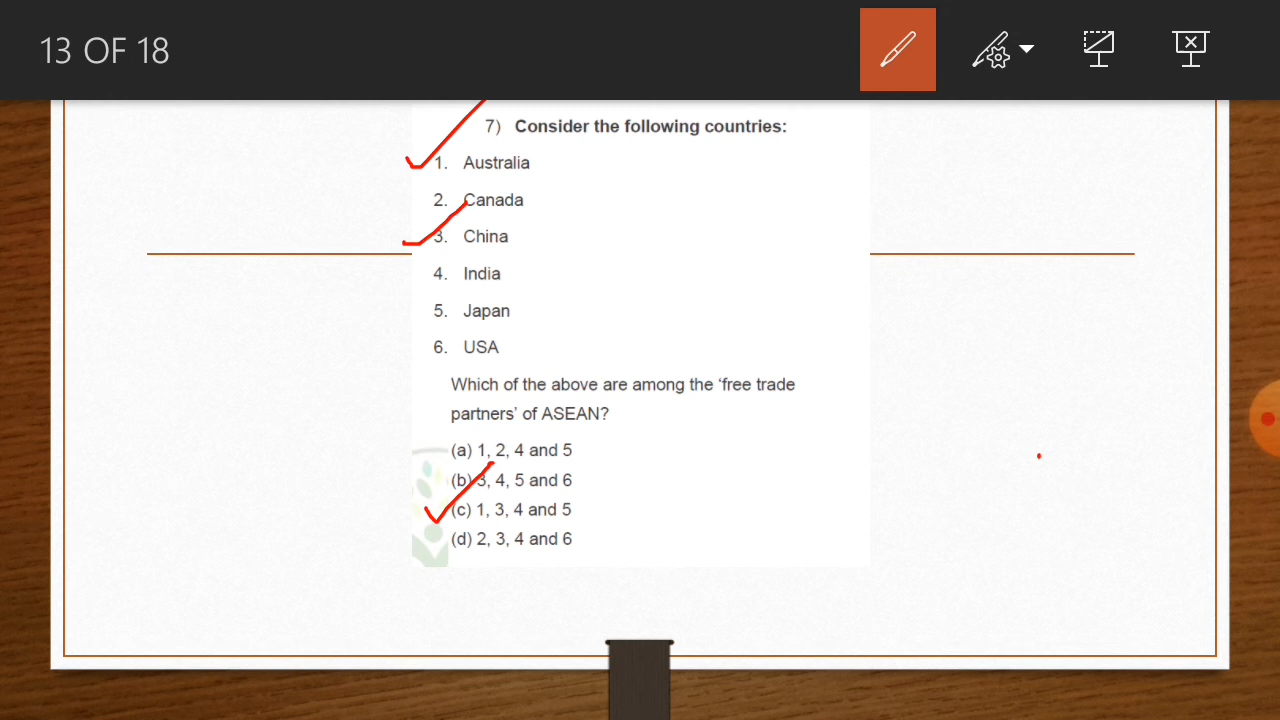 13 OF 18
7) Consider the following countries:
1. Australia
2. Canada
3. China
4. India
5. Japan
6. USA
Which of the above are among the ‘free trade
partners’ of ASEAN?
(a) 1, 2, 4 and 5
(b) 3, 4, 5 and 6
(c) 1, 3, 4 and 5
(d) 2, 3, 4 and 6